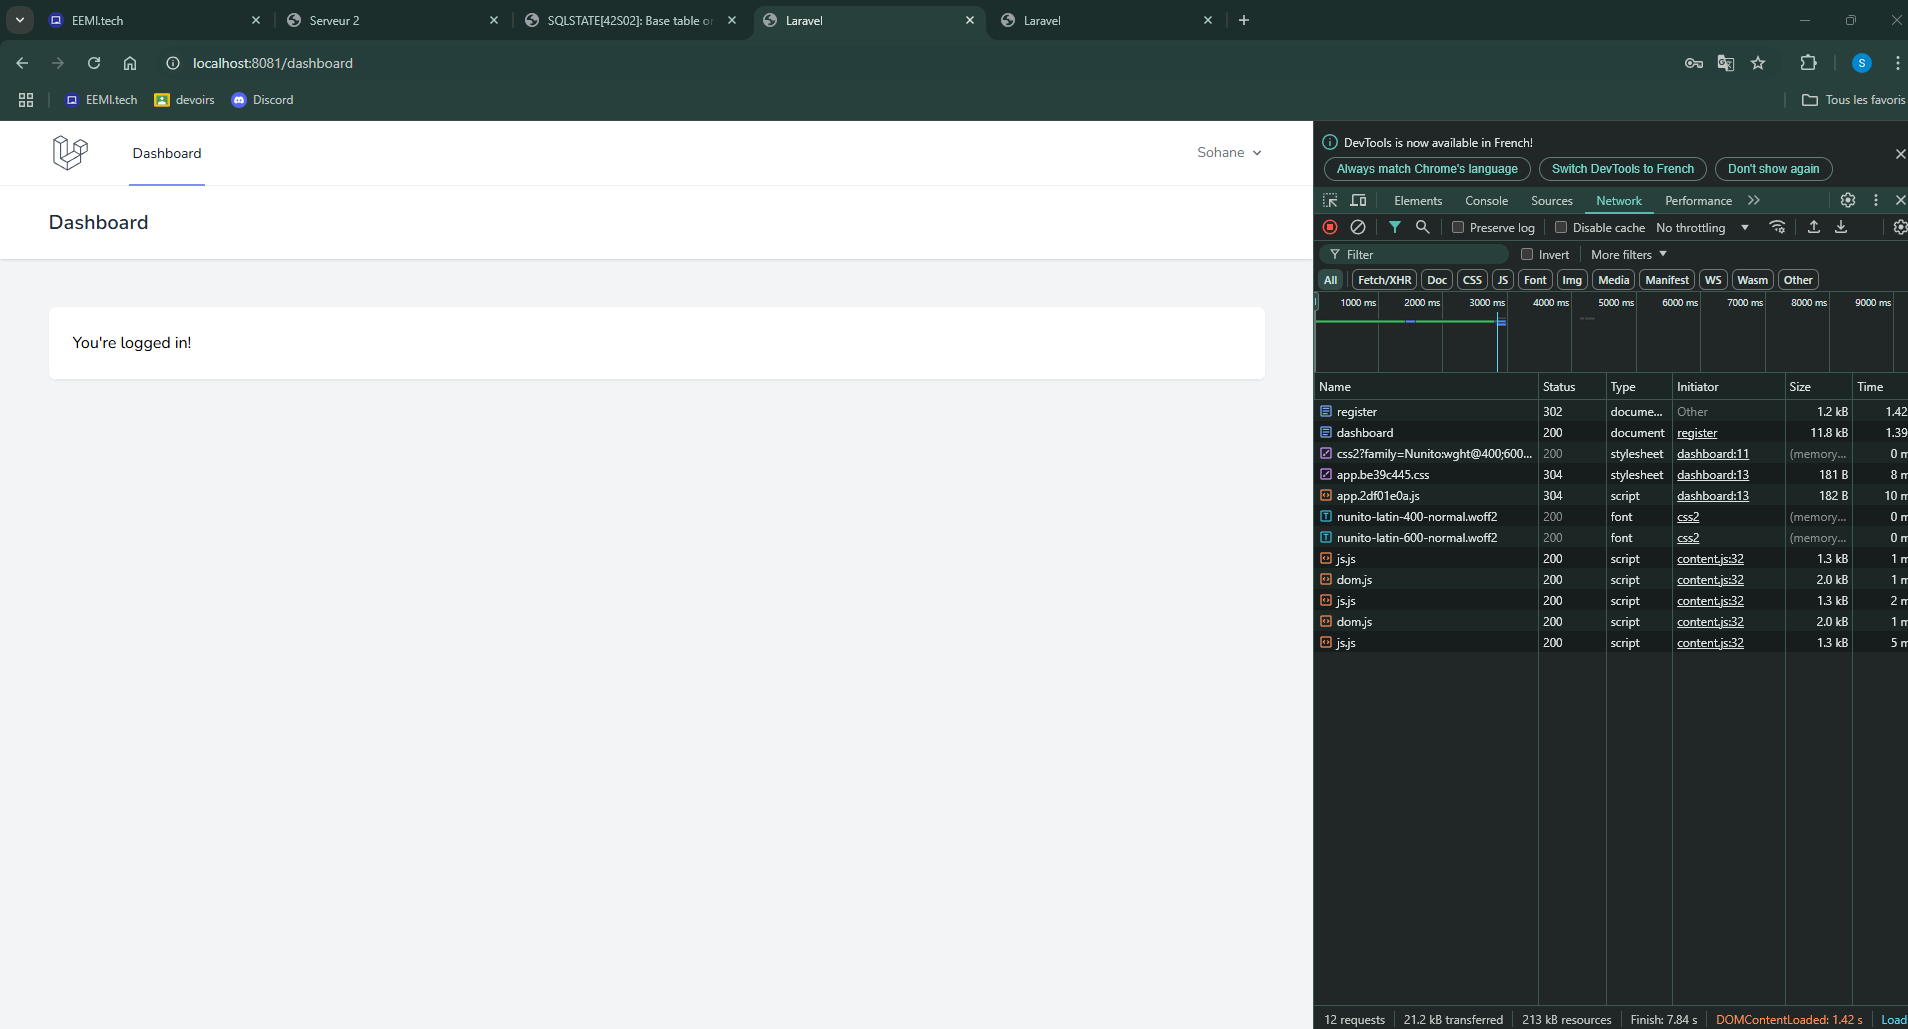 EEMI.tech
Serveur 2
SQLSTATE[42S02]: Base table or
Laravel
Laravel
localhost:8081/dashboard
S
EEMI.tech
devoirs
Discord
Tous les favoris
Dashboard
Sohane
Dashboard
You're logged in!
DevTools is now available in French!
Always match Chrome's language
Switch DevTools to French
Don't show again
Elements
Console
Sources
Network
Performance
Preserve log
Disable cache
No throttling
Filter
Invert
More filters
All
Fetch/XHR
Doc
CSS
JS
Font
Img
Media
Manifest
WS
Wasm
Other
1000 ms
2000 ms
3000 ms
4000 ms
5000 ms
6000 ms
7000 ms
8000 ms
9000 ms
Name Status Type Initiator Size Time
register 302 docume... Other 1.2 kB 1.42
dashboard 200 document register 11.8 kB 1.39
css2?family=Nunito:wght@400;600... 200 stylesheet dashboard:11 (memory... 0 m
app.be39c445.css 304 stylesheet dashboard:13 181 B 8 m
app.2df01e0a.js 304 script dashboard:13 182 B 10 m
nunito-latin-400-normal.woff2 200 font css2 (memory... 0 m
nunito-latin-600-normal.woff2 200 font css2 (memory... 0 m
js.js 200 script content.js:32 1.3 kB 1 m
dom.js 200 script content.js:32 2.0 kB 1 m
js.js 200 script content.js:32 1.3 kB 2 m
dom.js 200 script content.js:32 2.0 kB 1 m
js.js 200 script content.js:32 1.3 kB 5 m
12 requests
21.2 kB transferred
213 kB resources
Finish: 7.84 s
DOMContentLoaded: 1.42 s
Load